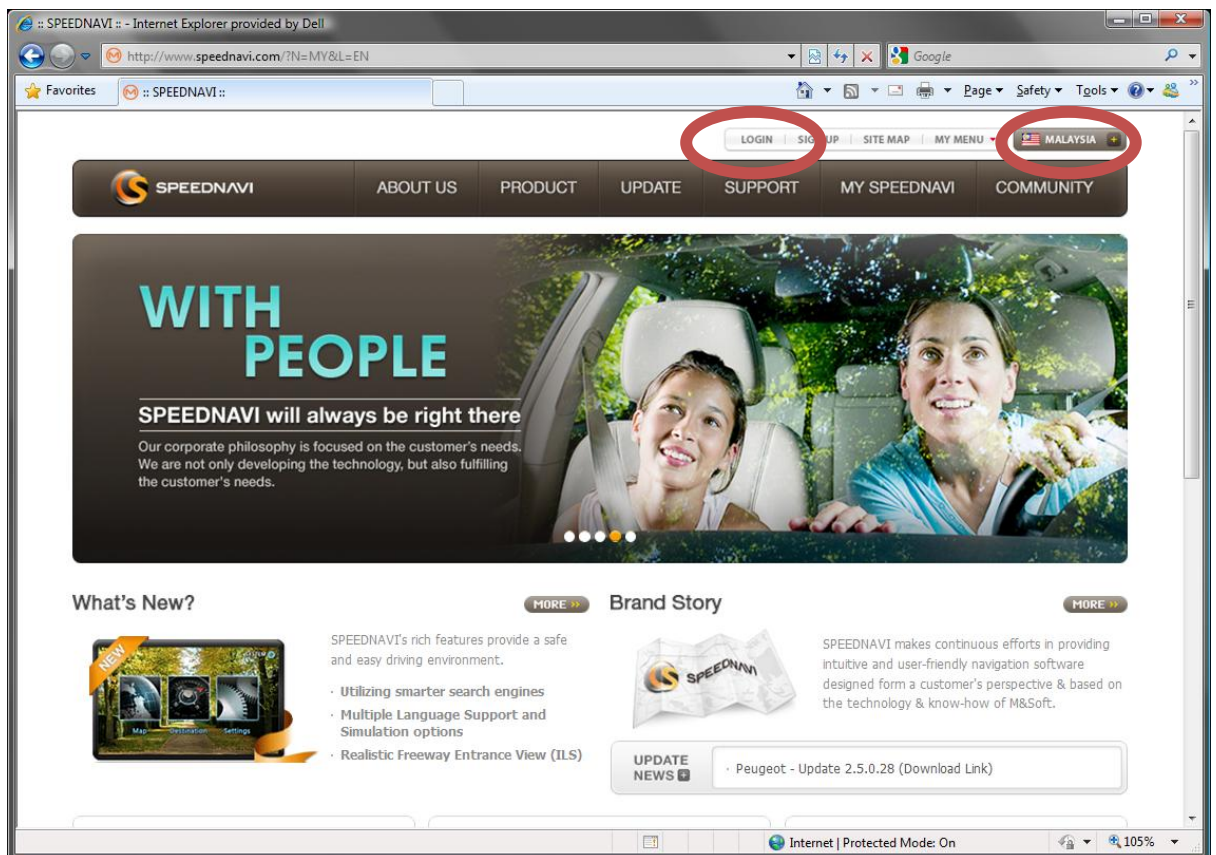 :: SPEEDNAVI :: - Internet Explorer provided by Dell
http://www.speednavi.com/?N=MY&L=EN
Google
Favorites
:: SPEEDNAVI ::
Page
Safety
Tools
LOGIN
SIGN UP
SITE MAP
MY MENU
MALAYSIA
SPEEDNAVI
ABOUT US
PRODUCT
UPDATE
SUPPORT
MY SPEEDNAVI
COMMUNITY
WITH
PEOPLE
SPEEDNAVI will always be right there
Our corporate philosophy is focused on the customer's needs.
We are not only developing the technology, but also fulfilling
the customer's needs.
What's New?
MORE »
NEW
Map
Destination
Settings
SPEEDNAVI's rich features provide a safe
and easy driving environment.
· Utilizing smarter search engines
· Multiple Language Support and
Simulation options
· Realistic Freeway Entrance View (ILS)
Brand Story
MORE »
SPEEDNAVI
SPEEDNAVI makes continuous efforts in providing
intuitive and user-friendly navigation software
designed form a customer's perspective & based on
the technology & know-how of M&Soft.
UPDATE
NEWS
· Peugeot - Update 2.5.0.28 (Download Link)
Internet | Protected Mode: On
105%